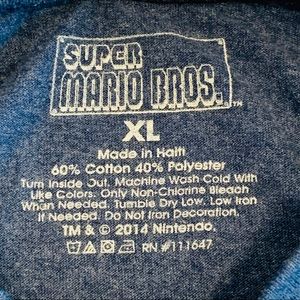 SUPER
MARIO BROS.™
XL
Made in Haiti
60% Cotton 40% Polyester
Turn Inside Out. Machine Wash Cold With
Like Colors. Only Non-Chlorine Bleach
When Needed. Tumble Dry Low. Low Iron
If Needed. Do Not Iron Decoration.
TM & © 2014 Nintendo.
RN #111647